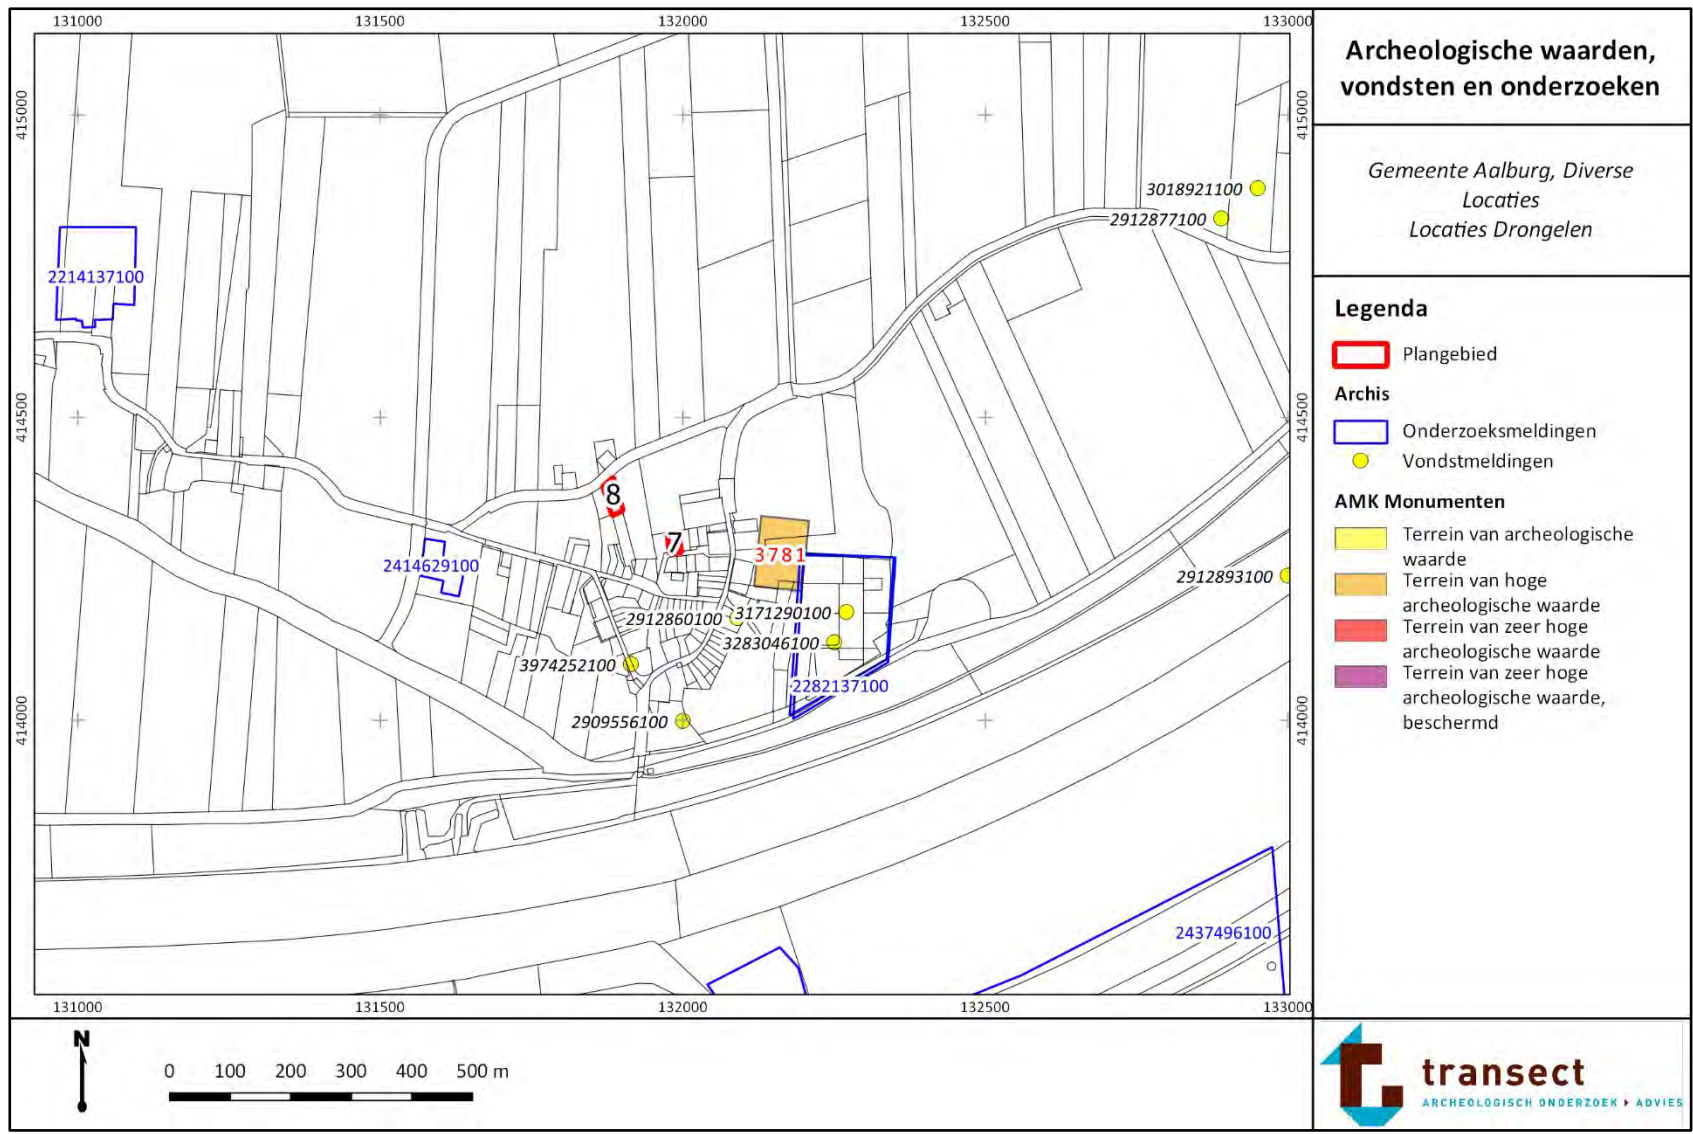 131000 131500 132000 132500 133000
415000 415000
414500 414500
414000 414000
3018921100
2912877100
2214137100
8
7
3781
2414629100
2912893100
2912860100 3171290100
3283046100
3974252100
2282137100
2909556100
2437496100
131000 131500 132000 132500 133000
Archeologische waarden,
vondsten en onderzoeken
Gemeente Aalburg, Diverse
Locaties
Locaties Drongelen
Legenda
Plangebied
Archis
Onderzoeksmeldingen
Vondstmeldingen
AMK Monumenten
Terrein van archeologische
waarde
Terrein van hoge
archeologische waarde
Terrein van zeer hoge
archeologische waarde
Terrein van zeer hoge
archeologische waarde,
beschermd
N
0 100 200 300 400 500 m
transect
ARCHEOLOGISCH ONDERZOEK ADVIES